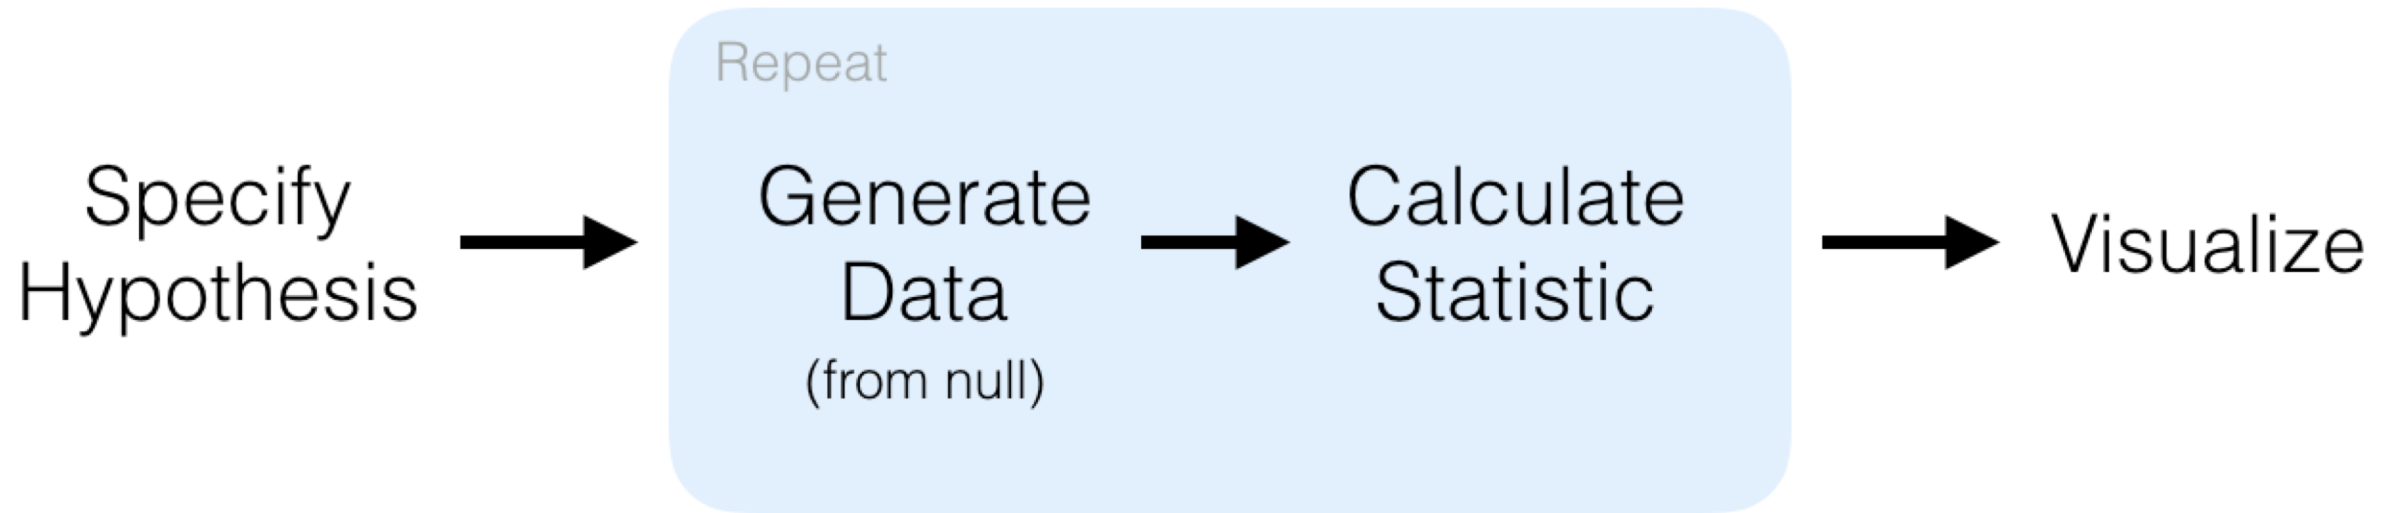 Specify
Hypothesis
Repeat
Generate
Data
(from null)
Calculate
Statistic
Visualize